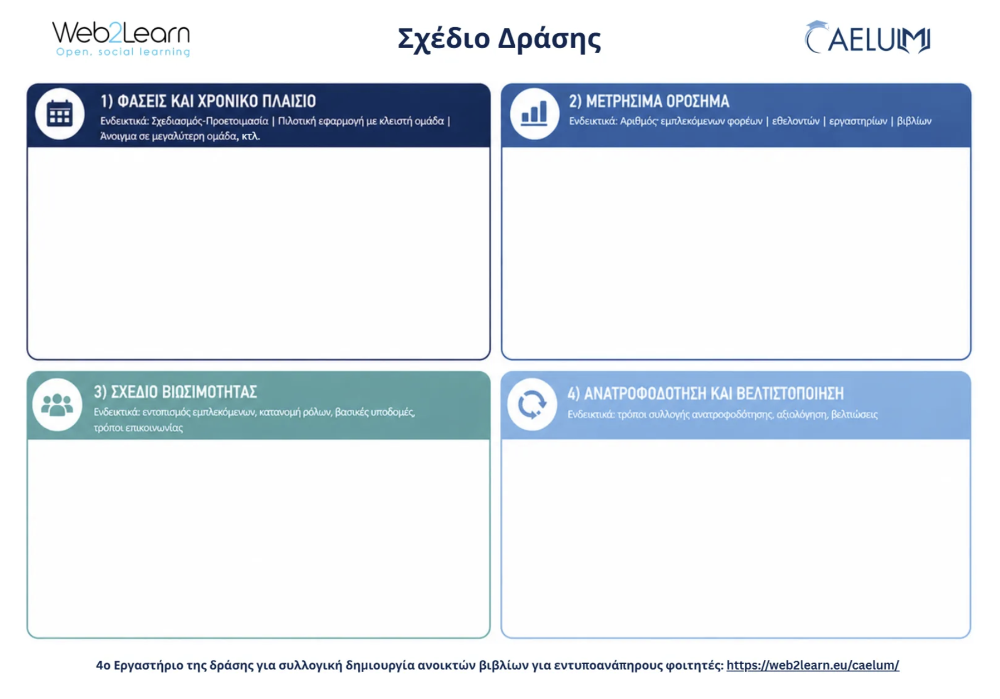 Web2Learn
Open, social learning
Σχέδιο Δράσης
CAELUM
1) ΦΑΣΕΙΣ ΚΑΙ ΧΡΟΝΙΚΟ ΠΛΑΙΣΙΟ
Ενδεικτικά: Σχεδιασμός-Προετοιμασία | Πιλοτική εφαρμογή με κλειστή ομάδα |
Άνοιγμα σε μεγαλύτερη ομάδα, κτλ.
2) ΜΕΤΡΗΣΙΜΑ ΟΡΟΣΗΜΑ
Ενδεικτικά: Αριθμός εμπλεκόμενων φορέων | εθελοντών | εργαστηρίων | βιβλίων
3) ΣΧΕΔΙΟ ΒΙΩΣΙΜΟΤΗΤΑΣ
Ενδεικτικά: εντοπισμός εμπλεκόμενων, κατανομή ρόλων, βασικές υποδομές,
τρόποι επικοινωνίας
4) ΑΝΑΤΡΟΦΟΔΟΤΗΣΗ ΚΑΙ ΒΕΛΤΙΣΤΟΠΟΙΗΣΗ
Ενδεικτικά: τρόποι συλλογής ανατροφοδότησης, αξιολόγηση, βελτιώσεις
4ο Εργαστήριο της δράσης για συλλογική δημιουργία ανοικτών βιβλίων για εντυποανάπηρους φοιτητές: https://web2learn.eu/caelum/